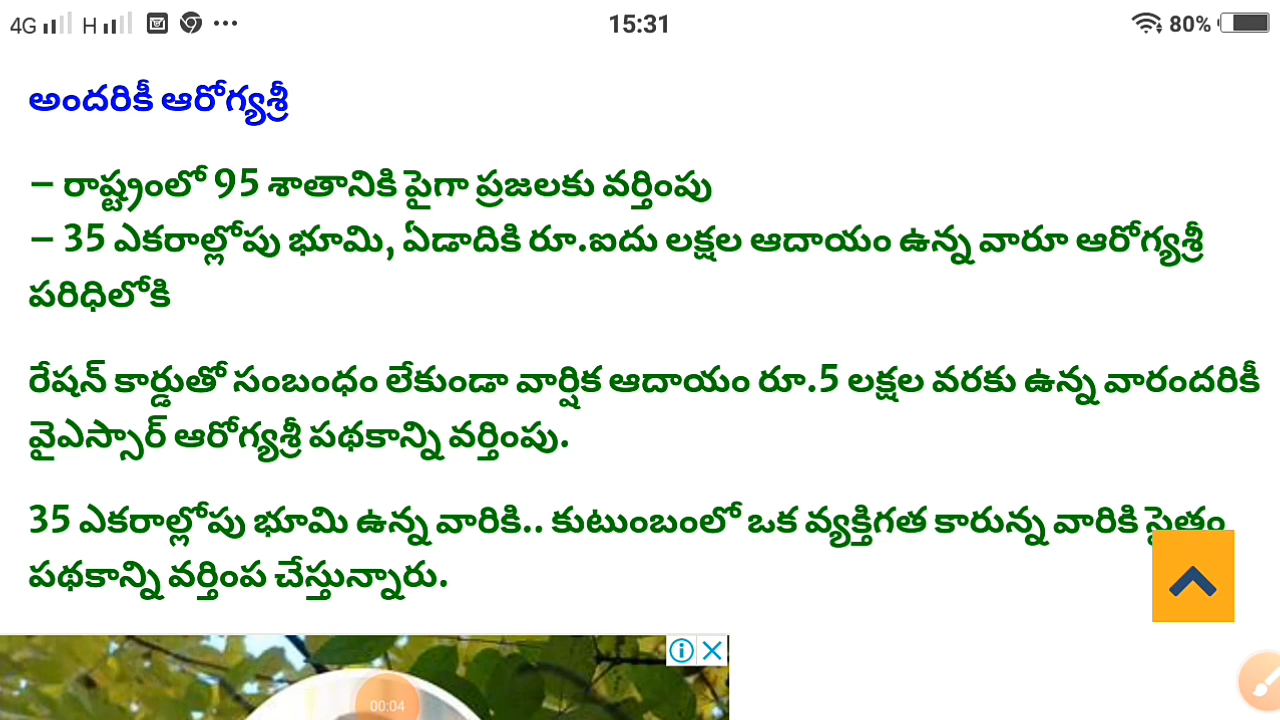 4G H 15:31 80%
అందరికీ ఆరోగ్యశ్రీ
– రాష్ట్రంలో 95 శాతానికి పైగా ప్రజలకు వర్తింపు
– 35 ఎకరాల్లోపు భూమి, ఏడాదికి రూ.ఐదు లక్షల ఆదాయం ఉన్న వారూ ఆరోగ్యశ్రీ
పరిధిలోకి
రేషన్ కార్డుతో సంబంధం లేకుండా వార్షిక ఆదాయం రూ.5 లక్షల వరకు ఉన్న వారందరికీ
వైఎస్సార్ ఆరోగ్యశ్రీ పథకాన్ని వర్తింపు.
35 ఎకరాల్లోపు భూమి ఉన్న వారికి.. కుటుంబంలో ఒక వ్యక్తిగత కారున్న వారికి సైతం
పథకాన్ని వర్తింప చేస్తున్నారు.
00:04